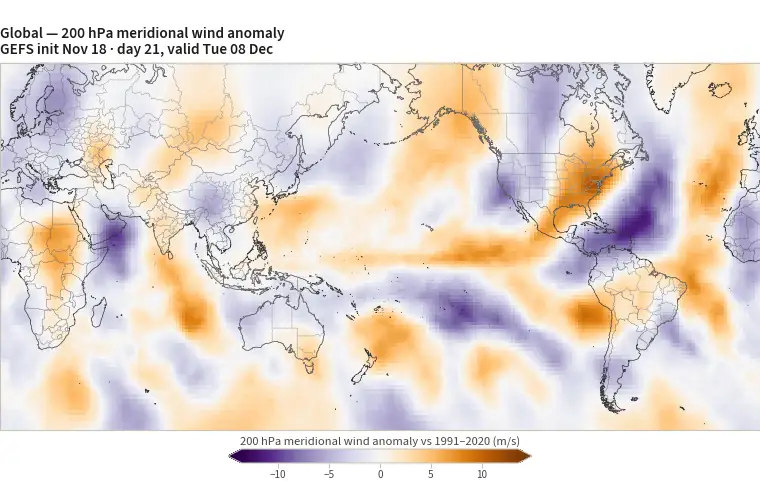 Global — 200 hPa meridional wind anomaly
GEFS init Nov 18 · day 21, valid Tue 08 Dec
200 hPa meridional wind anomaly vs 1991–2020 (m/s)
−10 −5 0 5 10